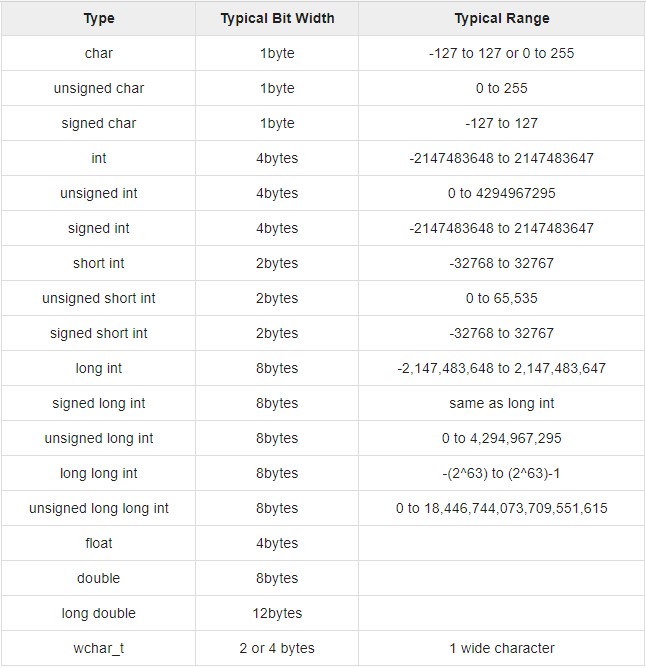 Type Typical Bit Width Typical Range
char 1byte -127 to 127 or 0 to 255
unsigned char 1byte 0 to 255
signed char 1byte -127 to 127
int 4bytes -2147483648 to 2147483647
unsigned int 4bytes 0 to 4294967295
signed int 4bytes -2147483648 to 2147483647
short int 2bytes -32768 to 32767
unsigned short int 2bytes 0 to 65,535
signed short int 2bytes -32768 to 32767
long int 8bytes -2,147,483,648 to 2,147,483,647
signed long int 8bytes same as long int
unsigned long int 8bytes 0 to 4,294,967,295
long long int 8bytes -(2^63) to (2^63)-1
unsigned long long int 8bytes 0 to 18,446,744,073,709,551,615
float 4bytes
double 8bytes
long double 12bytes
wchar_t 2 or 4 bytes 1 wide character